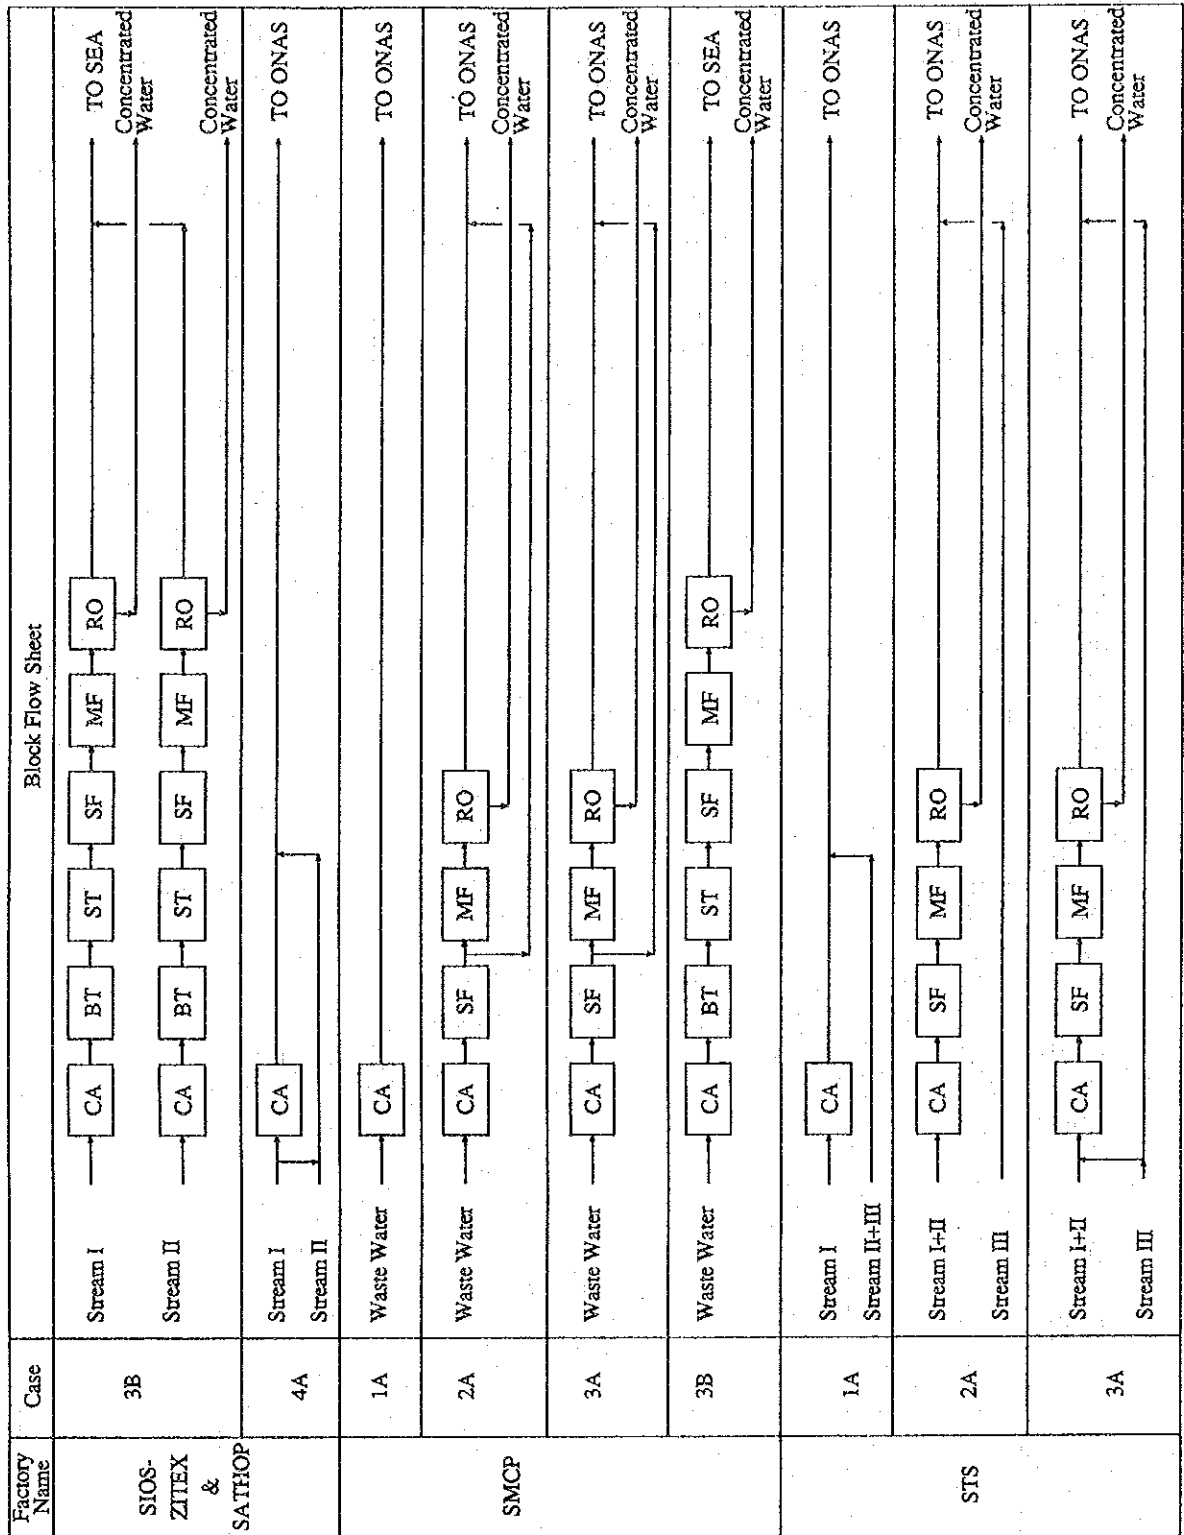 Factory
Name
Case
Block Flow Sheet
SIOS-
ZITEX
&
SATHOP
3B
Stream I
CA
BT
ST
SF
MF
RO
TO SEA
Concentrated
Water
Stream II
CA
BT
ST
SF
MF
RO
Concentrated
Water
4A
Stream I
CA
TO ONAS
Stream II
SMCP
1A
Waste Water
CA
TO ONAS
2A
Waste Water
CA
SF
MF
RO
TO ONAS
Concentrated
Water
3A
Waste Water
CA
SF
MF
RO
TO ONAS
Concentrated
Water
3B
Waste Water
CA
BT
ST
SF
MF
RO
TO SEA
Concentrated
Water
STS
1A
Stream I
CA
TO ONAS
Stream II+III
2A
Stream I+II
CA
SF
MF
RO
TO ONAS
Concentrated
Water
Stream III
3A
Stream I+II
CA
SF
MF
RO
TO ONAS
Concentrated
Water
Stream III